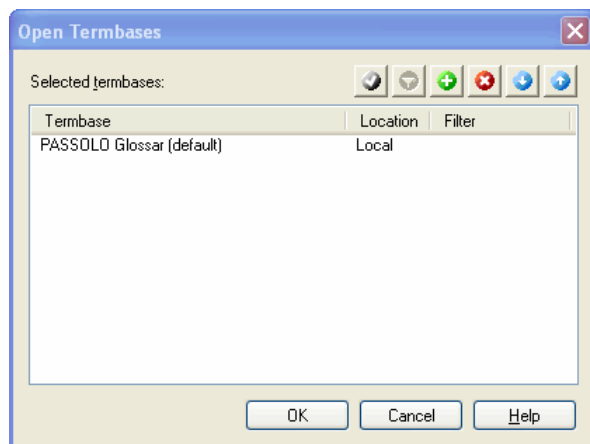 Open Termbases
Selected termbases:
Termbase Location Filter
PASSOLO Glossar (default) Local
OK Cancel Help